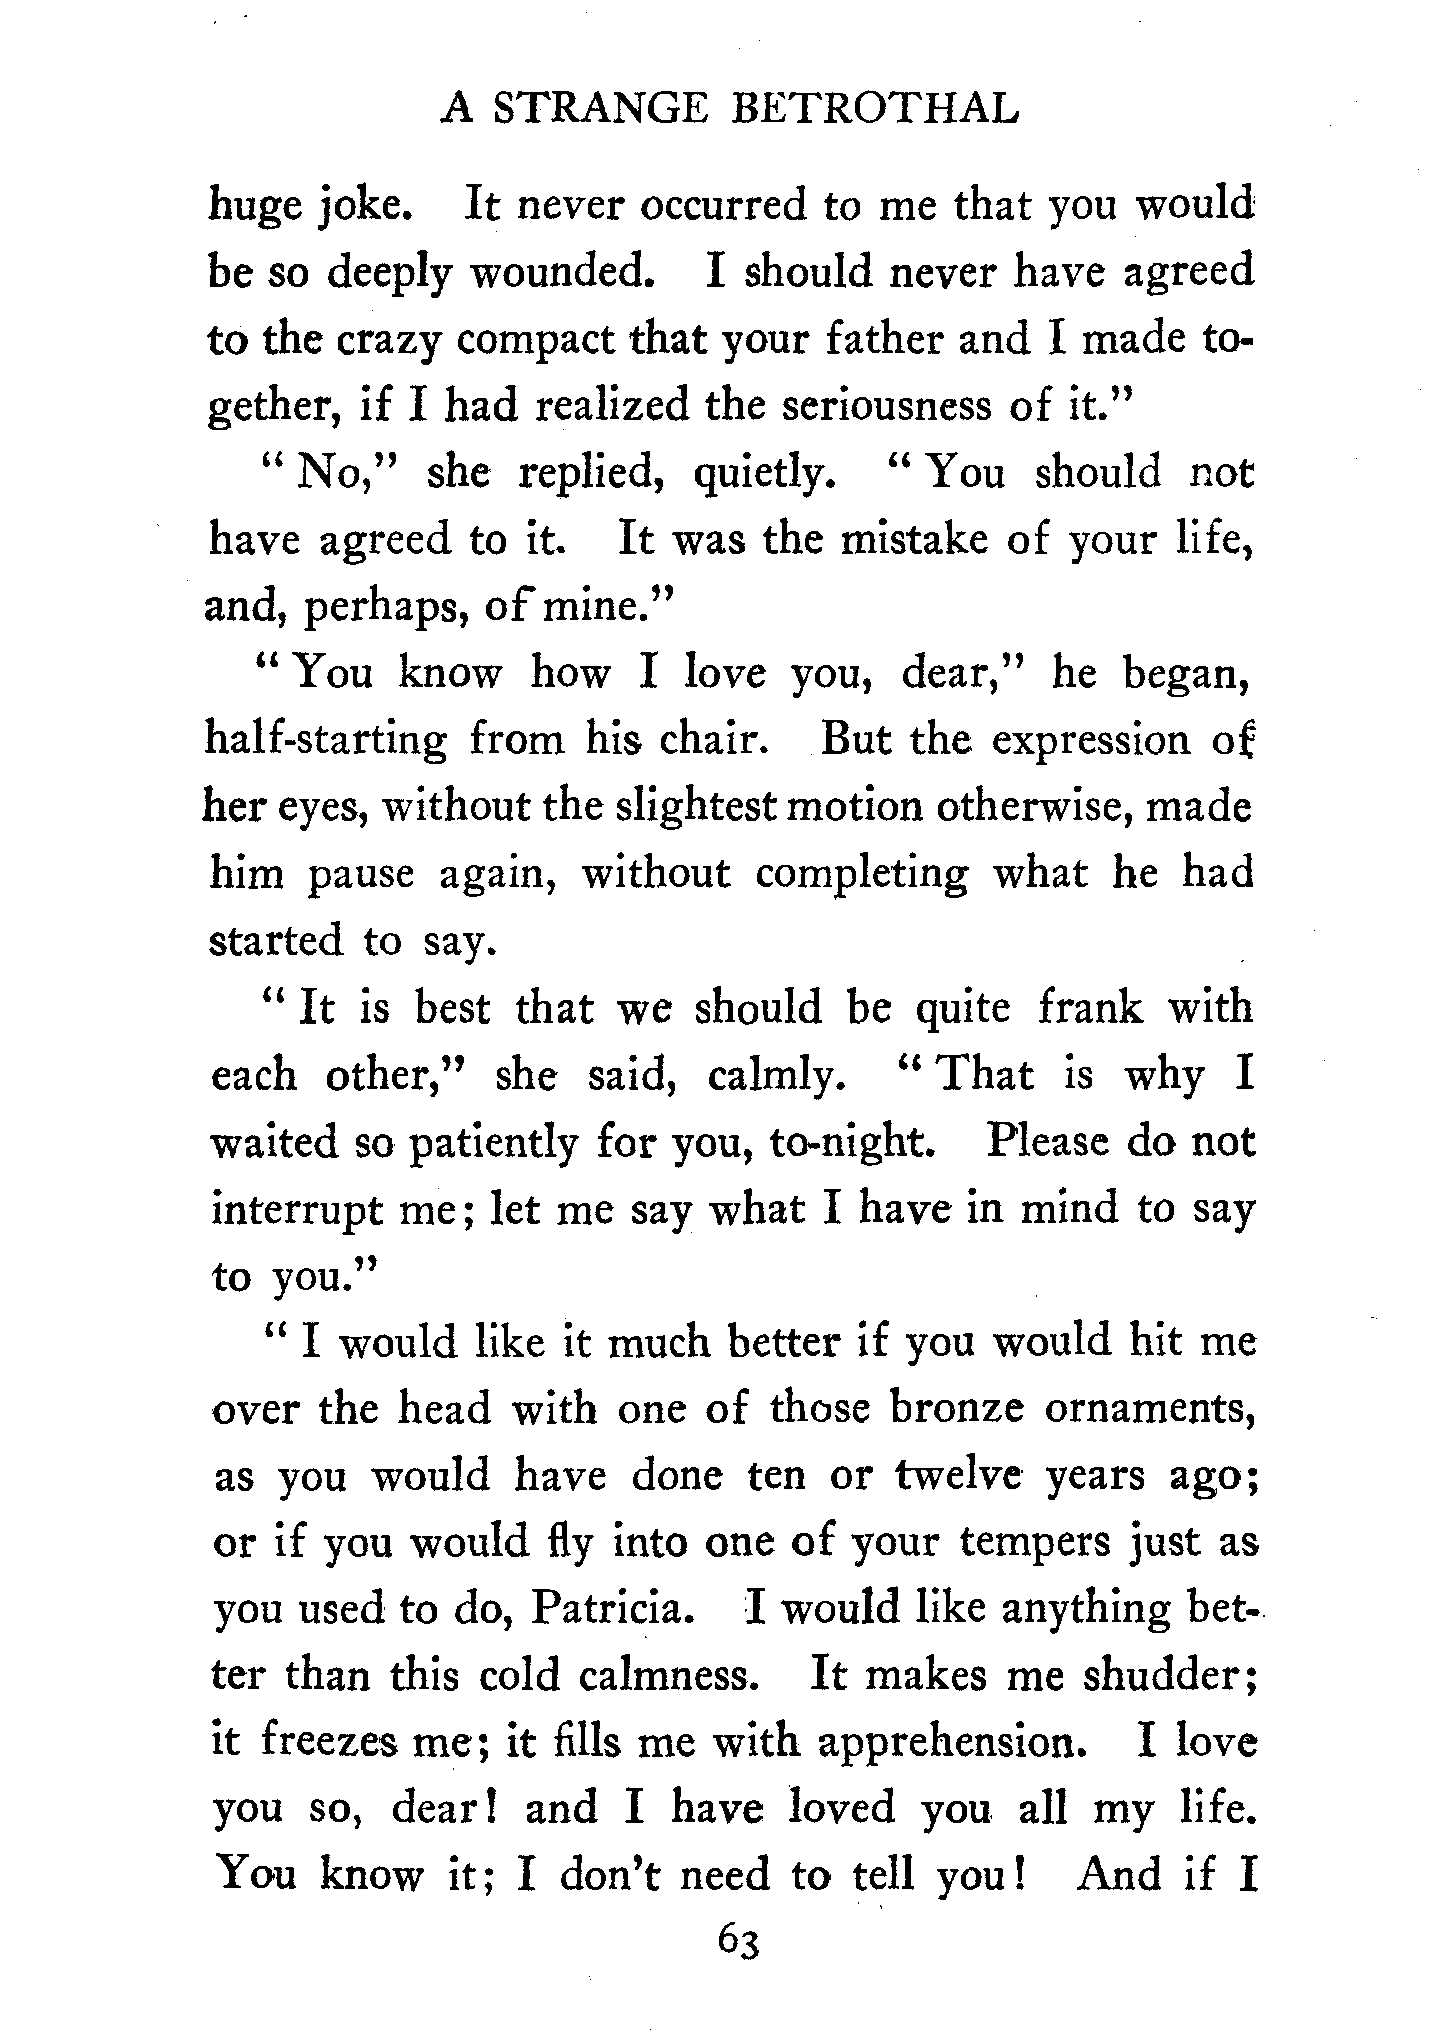 A STRANGE BETROTHAL
huge joke. It never occurred to me that you would
be so deeply wounded. I should never have agreed
to the crazy compact that your father and I made to-
gether, if I had realized the seriousness of it."
" No," she replied, quietly. " You should not
have agreed to it. It was the mistake of your life,
and, perhaps, of mine."
" You know how I love you, dear," he began,
half-starting from his chair. But the expression of
her eyes, without the slightest motion otherwise, made
him pause again, without completing what he had
started to say.
" It is best that we should be quite frank with
each other," she said, calmly. " That is why I
waited so patiently for you, to-night. Please do not
interrupt me; let me say what I have in mind to say
to you."
" I would like it much better if you would hit me
over the head with one of those bronze ornaments,
as you would have done ten or twelve years ago;
or if you would fly into one of your tempers just as
you used to do, Patricia. I would like anything bet-
ter than this cold calmness. It makes me shudder;
it freezes me; it fills me with apprehension. I love
you so, dear! and I have loved you all my life.
You know it; I don't need to tell you! And if I
63